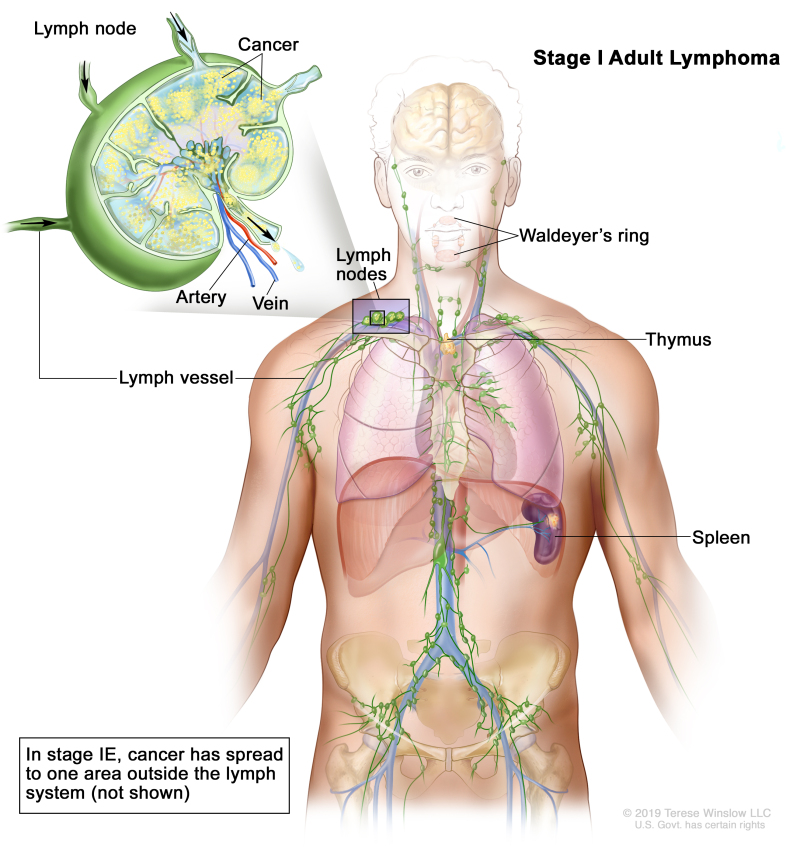 Stage I Adult Lymphoma
Lymph node
Cancer
Waldeyer’s ring
Lymph
nodes
Artery
Vein
Thymus
Lymph vessel
Spleen
In stage IE, cancer has spread
to one area outside the lymph
system (not shown)
© 2019 Terese Winslow LLC
U.S. Govt. has certain rights